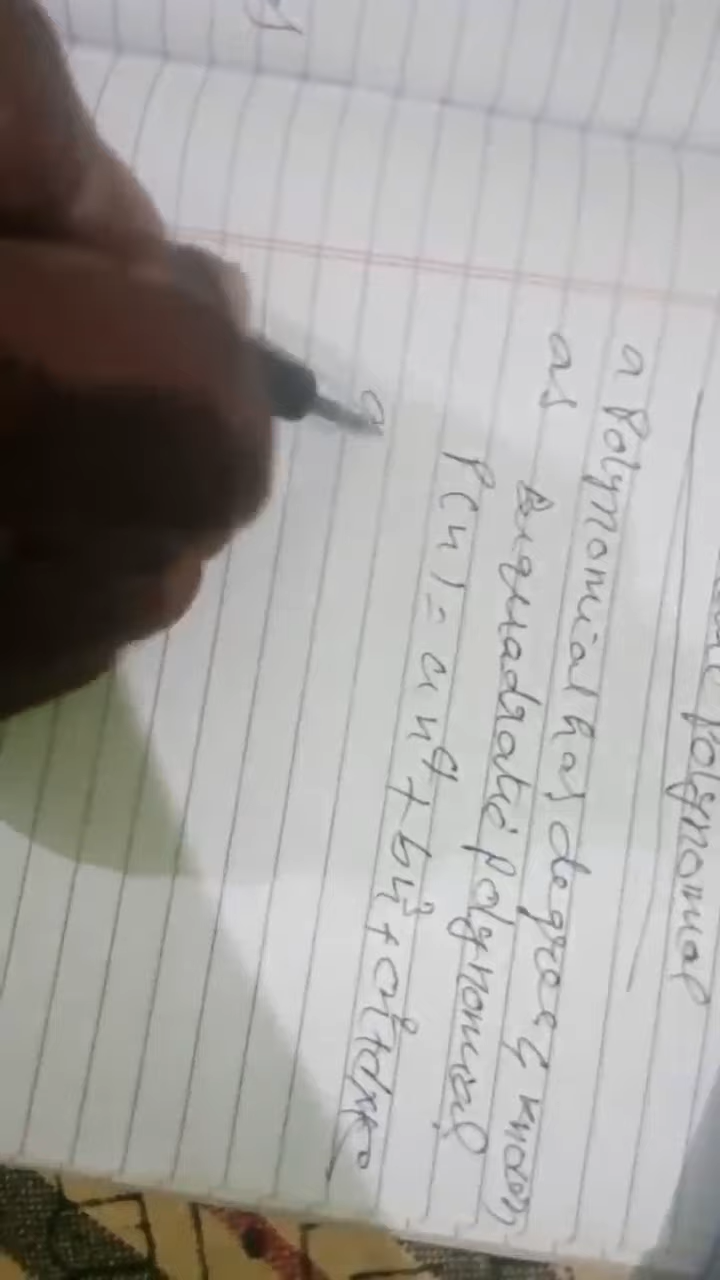 Polynomial
a Polynomial has degree 4 known
as Biquadratic polynomial
P(x) = ax⁴ + bx³ + cx² + dx + e
a